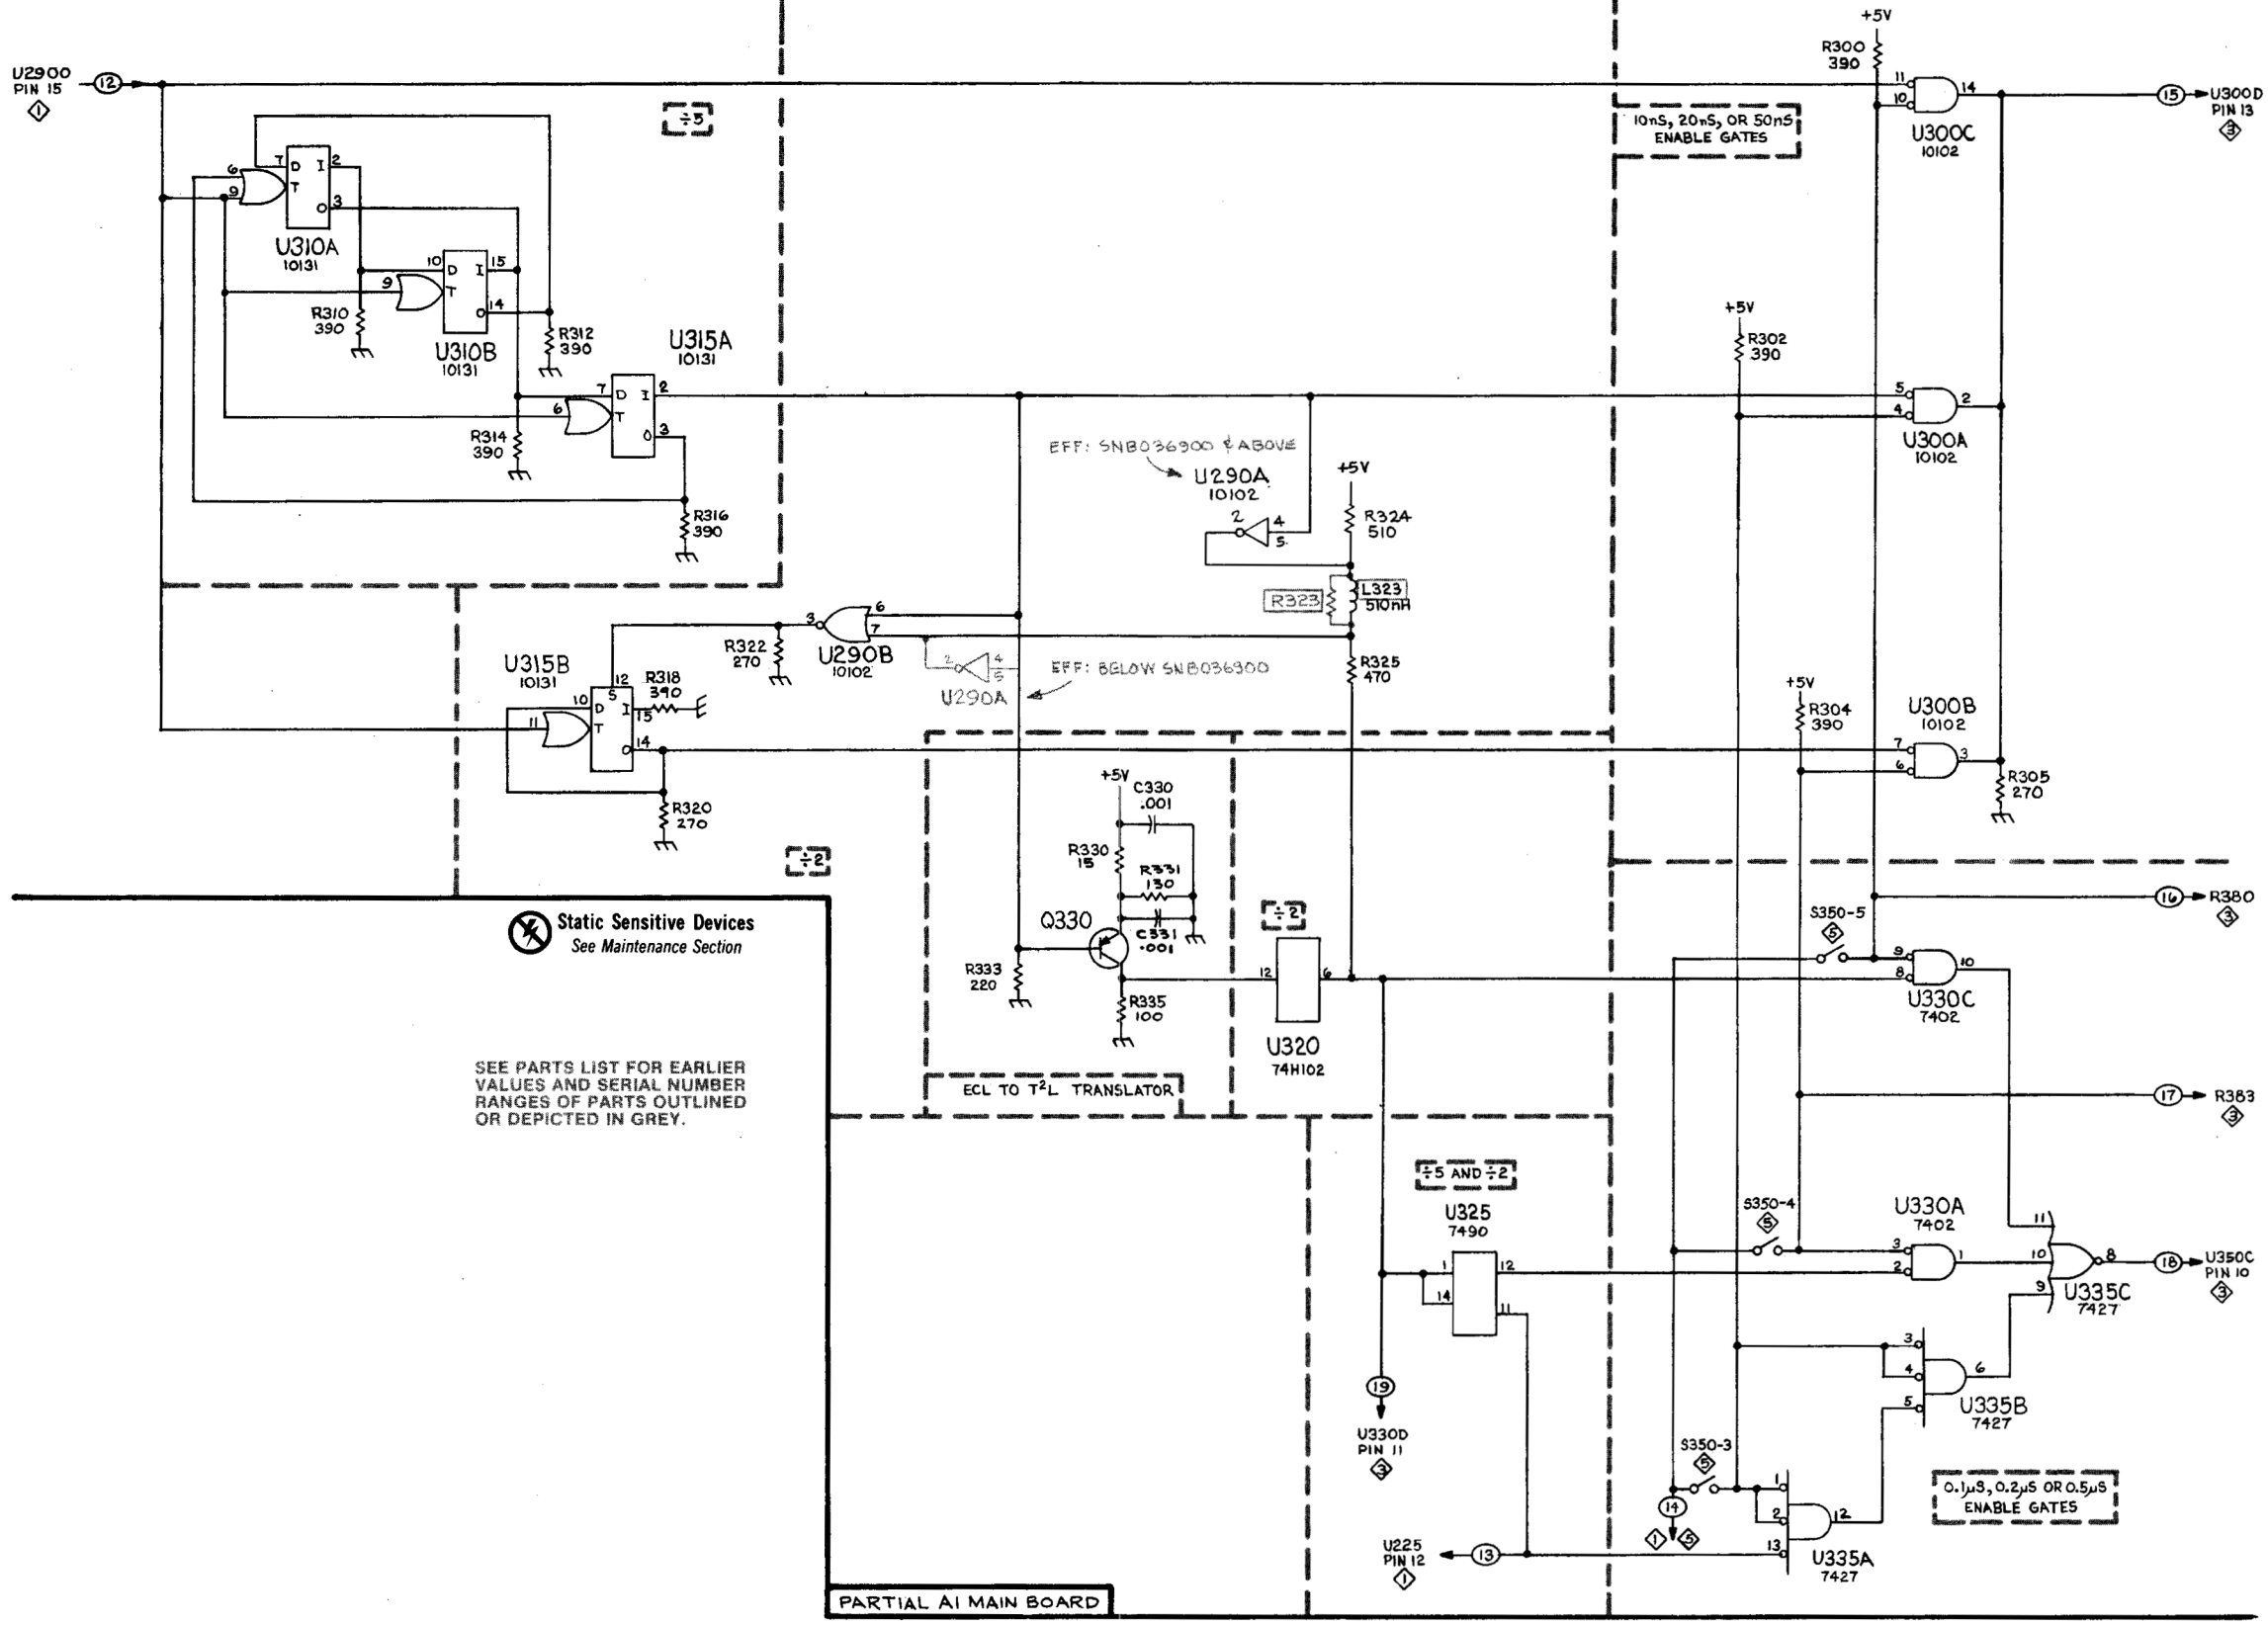 U2900
PIN 15
1
12
÷5
7
D
I
2
6
9
T
O
3
U310A
10131
10
D
I
15
9
T
O
14
R310
390
U310B
10131
R312
390
U315A
10131
7
D
I
2
6
T
O
3
R314
390
R316
390
+5V
R300
390
11
10
14
U300C
10102
15
U300D
PIN 13
3
10nS, 20nS, OR 50nS
ENABLE GATES
+5V
R302
390
5
4
2
U300A
10102
EFF: SNB036900 & ABOVE
U290A
10102
2
4
5
+5V
R324
510
R323
L323
510nH
R325
470
3
6
7
U290B
10102
R322
270
2
4
5
U290A
EFF: BELOW SNB036900
U315B
10131
12
S
R318
390
10
D
I
15
11
T
O
14
R320
270
÷2
+5V
R304
390
U300B
10102
7
6
3
R305
270
+5V
C330
.001
R330
15
R331
130
C331
.001
Q330
R333
220
R335
100
ECL TO T²L TRANSLATOR
÷2
12
6
U320
74H102
Static Sensitive Devices
See Maintenance Section
SEE PARTS LIST FOR EARLIER
VALUES AND SERIAL NUMBER
RANGES OF PARTS OUTLINED
OR DEPICTED IN GREY.
16
R380
3
S350-5
5
9
8
10
U330C
7402
17
R383
3
÷5 AND ÷2
U325
7490
1
14
12
11
S350-4
5
U330A
7402
3
2
1
11
10
9
8
U335C
7427
18
U350C
PIN 10
3
3
4
5
6
U335B
7427
19
U330D
PIN 11
3
S350-3
5
14
1
5
1
2
13
12
U335A
7427
0.1µS, 0.2µS OR 0.5µS
ENABLE GATES
U225
PIN 12
1
13
PARTIAL A1 MAIN BOARD